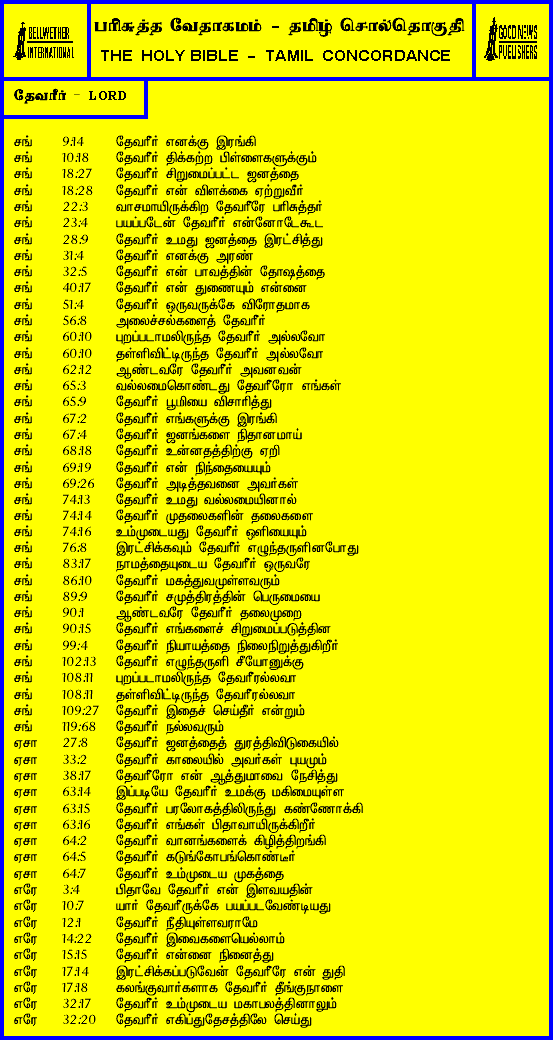 BELLWETHER
INTERNATIONAL
பரிசுத்த வேதாகமம் - தமிழ் சொல்தொகுதி
THE HOLY BIBLE - TAMIL CONCORDANCE
GOOD NEWS
PUBLISHERS
தேவரீர் - LORD
சங் 9:14 தேவரீர் எனக்கு இரங்கி
சங் 10:18 தேவரீர் திக்கற்ற பிள்ளைகளுக்கும்
சங் 18:27 தேவரீர் சிறுமைப்பட்ட ஜனத்தை
சங் 18:28 தேவரீர் என் விளக்கை ஏற்றுவீர்
சங் 22:3 வாசமாயிருக்கிற தேவரீரே பரிசுத்தர்
சங் 23:4 பயப்படேன் தேவரீர் என்னோடேகூட
சங் 28:9 தேவரீர் உமது ஜனத்தை இரட்சித்து
சங் 31:4 தேவரீர் எனக்கு அரண்
சங் 32:5 தேவரீர் என் பாவத்தின் தோஷத்தை
சங் 40:17 தேவரீர் என் துணையும் என்னை
சங் 51:4 தேவரீர் ஒருவருக்கே விரோதமாக
சங் 56:8 அலைச்சல்களைத் தேவரீர்
சங் 60:10 புறப்படாமலிருந்த தேவரீர் அல்லவோ
சங் 60:10 தள்ளிவிட்டிருந்த தேவரீர் அல்லவோ
சங் 62:12 ஆண்டவரே தேவரீர் அவனவன்
சங் 65:3 வல்லமைகொண்டது தேவரீரோ எங்கள்
சங் 65:9 தேவரீர் பூமியை விசாரித்து
சங் 67:2 தேவரீர் எங்களுக்கு இரங்கி
சங் 67:4 தேவரீர் ஜனங்களை நிதானமாய்
சங் 68:18 தேவரீர் உன்னதத்திற்கு ஏறி
சங் 69:19 தேவரீர் என் நிந்தையையும்
சங் 69:26 தேவரீர் அடித்தவனை அவர்கள்
சங் 74:13 தேவரீர் உமது வல்லமையினால்
சங் 74:14 தேவரீர் முதலைகளின் தலைகளை
சங் 74:16 உம்முடையது தேவரீர் ஒளியையும்
சங் 76:8 இரட்சிக்கவும் தேவரீர் எழுந்தருளினபோது
சங் 83:17 நாமத்தையுடைய தேவரீர் ஒருவரே
சங் 86:10 தேவரீர் மகத்துவமுள்ளவரும்
சங் 89:9 தேவரீர் சமுத்திரத்தின் பெருமையை
சங் 90:1 ஆண்டவரே தேவரீர் தலைமுறை
சங் 90:15 தேவரீர் எங்களைச் சிறுமைப்படுத்தின
சங் 99:4 தேவரீர் நியாயத்தை நிலைநிறுத்துகிறீர்
சங் 102:13 தேவரீர் எழுந்தருளி சீயோனுக்கு
சங் 108:11 புறப்படாமலிருந்த தேவரீரல்லவா
சங் 108:11 தள்ளிவிட்டிருந்த தேவரீரல்லவா
சங் 109:27 தேவரீர் இதைச் செய்தீர் என்றும்
சங் 119:68 தேவரீர் நல்லவரும்
ஏசா 27:8 தேவரீர் ஜனத்தைத் துரத்திவிடுகையில்
ஏசா 33:2 தேவரீர் காலையில் அவர்கள் புயமும்
ஏசா 38:17 தேவரீரோ என் ஆத்துமாவை நேசித்து
ஏசா 63:14 இப்படியே தேவரீர் உமக்கு மகிமையுள்ள
ஏசா 63:15 தேவரீர் பரலோகத்திலிருந்து கண்ணோக்கி
ஏசா 63:16 தேவரீர் எங்கள் பிதாவாயிருக்கிறீர்
ஏசா 64:2 தேவரீர் வானங்களைக் கிழித்திறங்கி
ஏசா 64:5 தேவரீர் கடுங்கோபங்கொண்டீர்
ஏசா 64:7 தேவரீர் உம்முடைய முகத்தை
எரே 3:4 பிதாவே தேவரீர் என் இளவயதின்
எரே 10:7 யார் தேவரீருக்கே பயப்படவேண்டியது
எரே 12:1 தேவரீர் நீதியுள்ளவராமே
எரே 14:22 தேவரீர் இவைகளையெல்லாம்
எரே 15:15 தேவரீர் என்னை நினைத்து
எரே 17:14 இரட்சிக்கப்படுவேன் தேவரீரே என் துதி
எரே 17:18 கலங்குவார்களாக தேவரீர் தீங்குநாளை
எரே 32:17 தேவரீர் உம்முடைய மகாபலத்தினாலும்
எரே 32:20 தேவரீர் எகிப்துதேசத்திலே செய்து